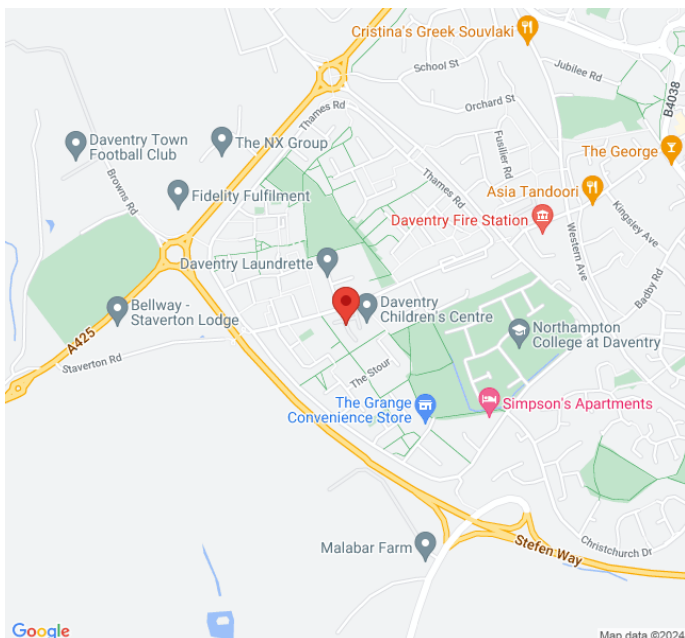 Cristina's Greek Souvlaki
School St
Jubilee Rd
B4038
Orchard St
Thames Rd
Daventry Town
Football Club
The NX Group
Fusilier Rd
The George
Browns Rd
Thames Rd
Asia Tandoori
Fidelity Fulfilment
Kingsley Ave
Daventry Fire Station
Western Ave
Daventry Laundrette
Badby Rd
Bellway -
Staverton Lodge
Daventry
Children's Centre
Northampton
College at Daventry
A425
Staverton Rd
The Stour
The Grange
Convenience Store
Simpson's Apartments
Malabar Farm
Stefen Way
Christchurch Dr
Google
Map data ©2024